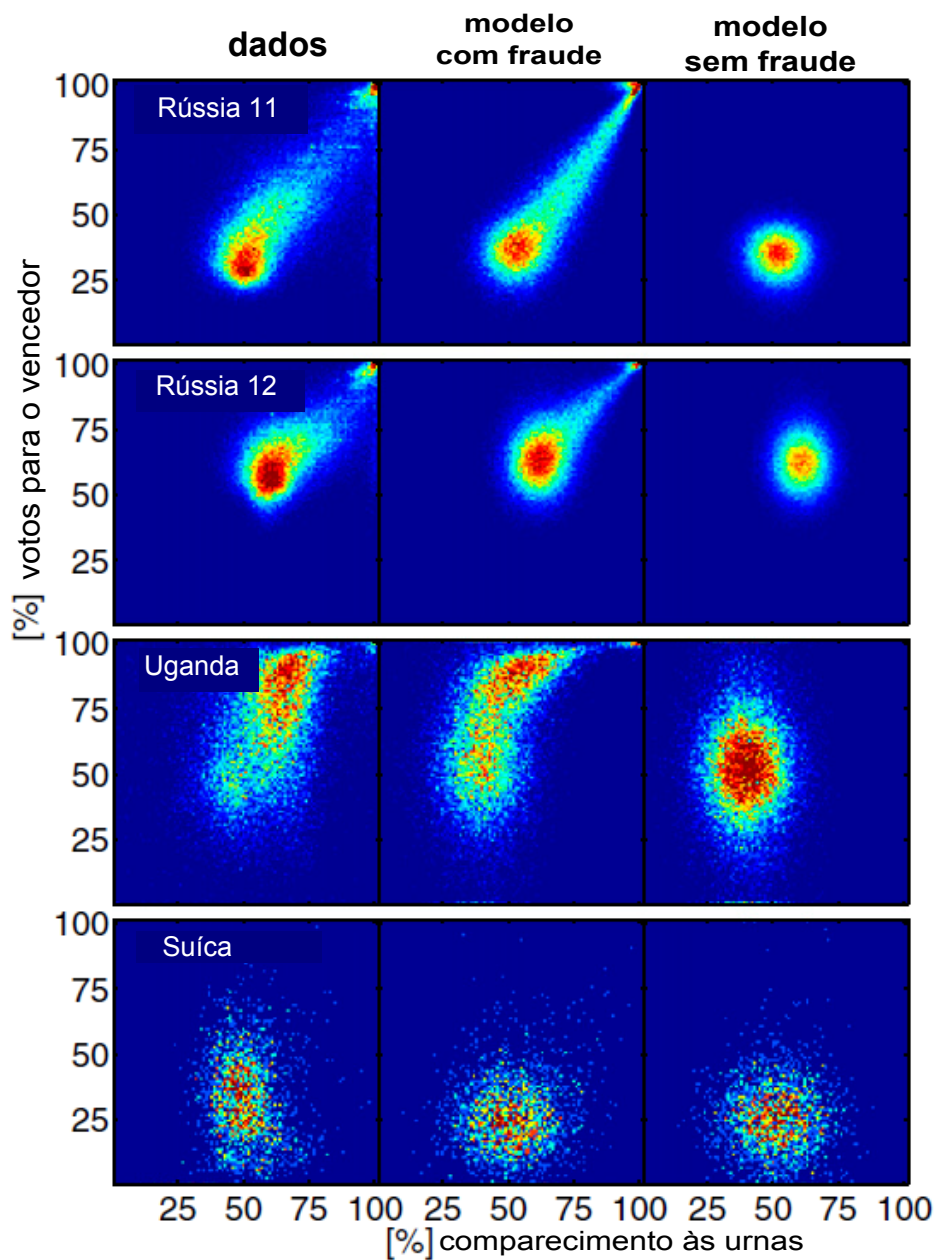 dados
modelo
com fraude
modelo
sem fraude
[%] votos para o vencedor
100
Rússia 11
75
50
25
100
Rússia 12
75
50
25
100
Uganda
75
50
25
100
Suíca
75
50
25
25 50 75 100 25 50 75 100 25 50 75 100
[%] comparecimento às urnas